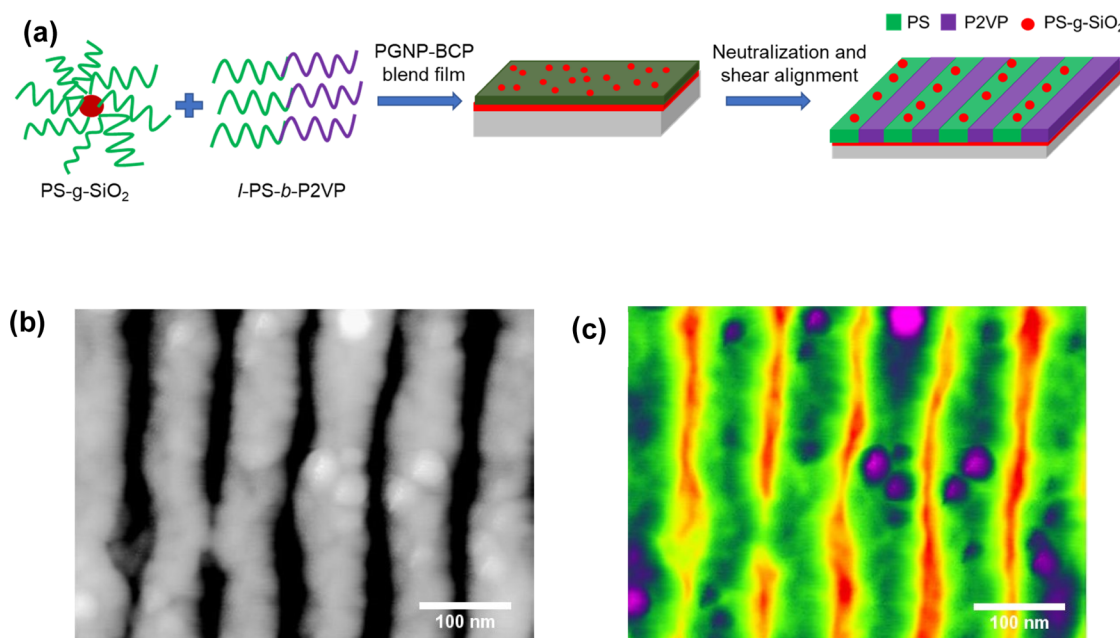 (a)
PS
P2VP
PS-g-SiO₂
PGNP-BCP
blend film
Neutralization and
shear alignment
PS-g-SiO₂
l-PS-b-P2VP
(b)
(c)
100 nm
100 nm